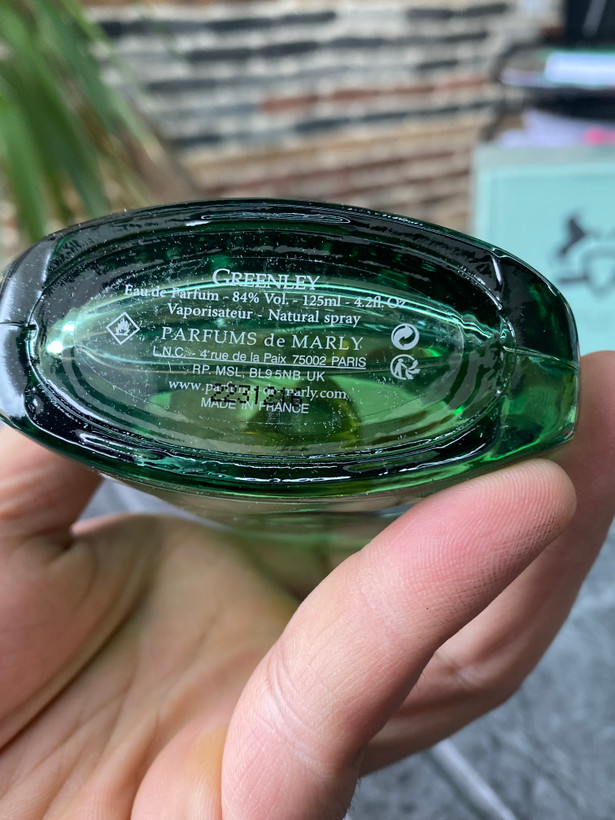 GREENLEY
Eau de Parfum - 84% Vol. - 125ml - 4.2fl. Oz
Vaporisateur - Natural spray
PARFUMS de MARLY
L.N.C. - 4 rue de la Paix 75002 PARIS
RP. MSL, BL9 5NB, UK
MADE IN FRANCE